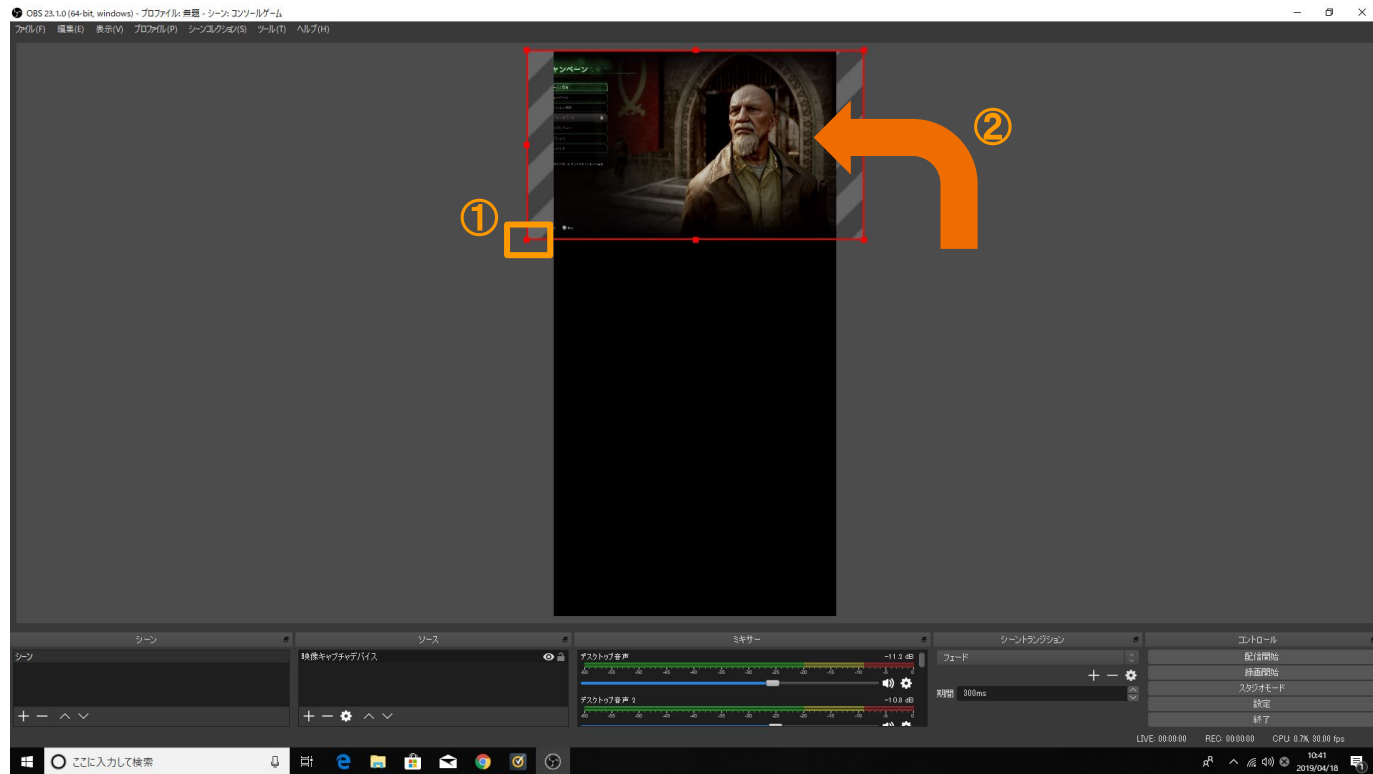 OBS 23.1.0 (64-bit, windows) - プロファイル: 無題 - シーン: コンソールゲーム
ファイル(F) 編集(E) 表示(V) プロファイル(P) シーンコレクション(S) ツール(T) ヘルプ(H)
キャンペーン
②
①
シーン ソース ミキサー シーントランジション コントロール
シーン
映像キャプチャデバイス
デスクトップ音声 -11.2 dB
デスクトップ音声 2 -10.8 dB
フェード
期間 300ms
配信開始
録画開始
スタジオモード
設定
終了
LIVE: 00:00:00 REC: 00:00:00 CPU: 0.7%, 30.00 fps
ここに入力して検索
10:41
2019/04/18